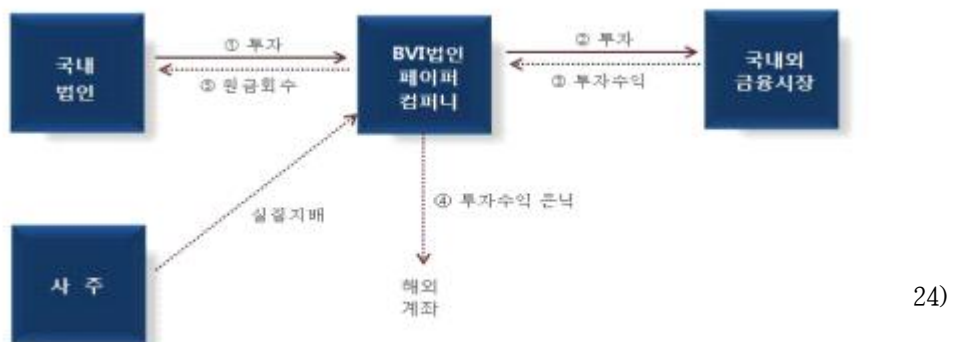 ① 투자
② 투자
국내
법인
BVI법인
페이퍼
컴퍼니
국내외
금융시장
⑤ 원금회수
③ 투자수익
④ 투자수익 은닉
실질지배
사 주
해외
계좌
24)